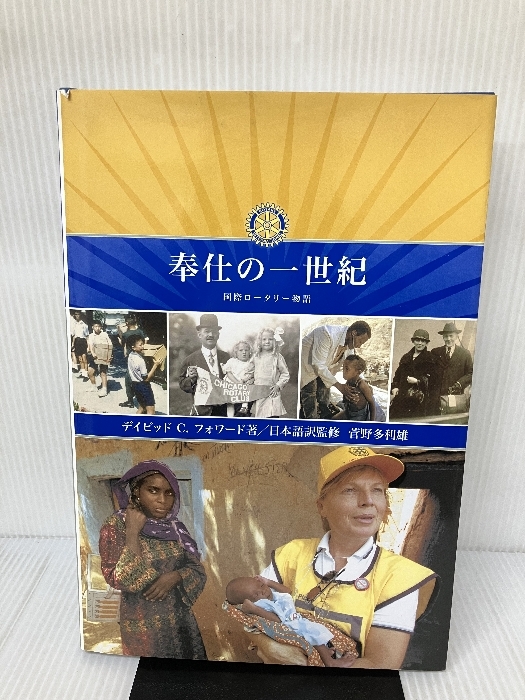 奉仕の一世紀
国際ロータリー物語
CHICAGO
ROTARY
CLUB
デイビッド C. フォワード著/日本語訳監修 菅野多利雄